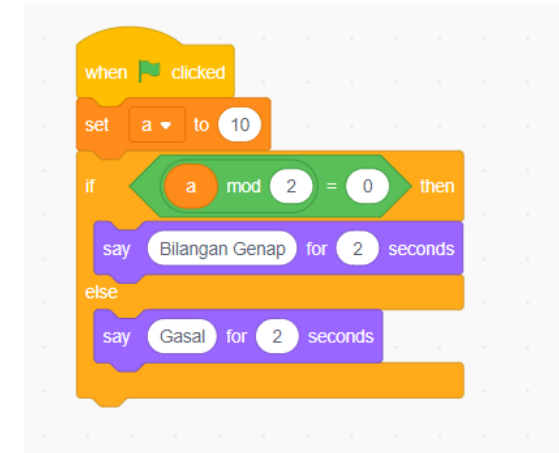 when clicked
set a to 10
if a mod 2 = 0 then
say Bilangan Genap for 2 seconds
else
say Gasal for 2 seconds